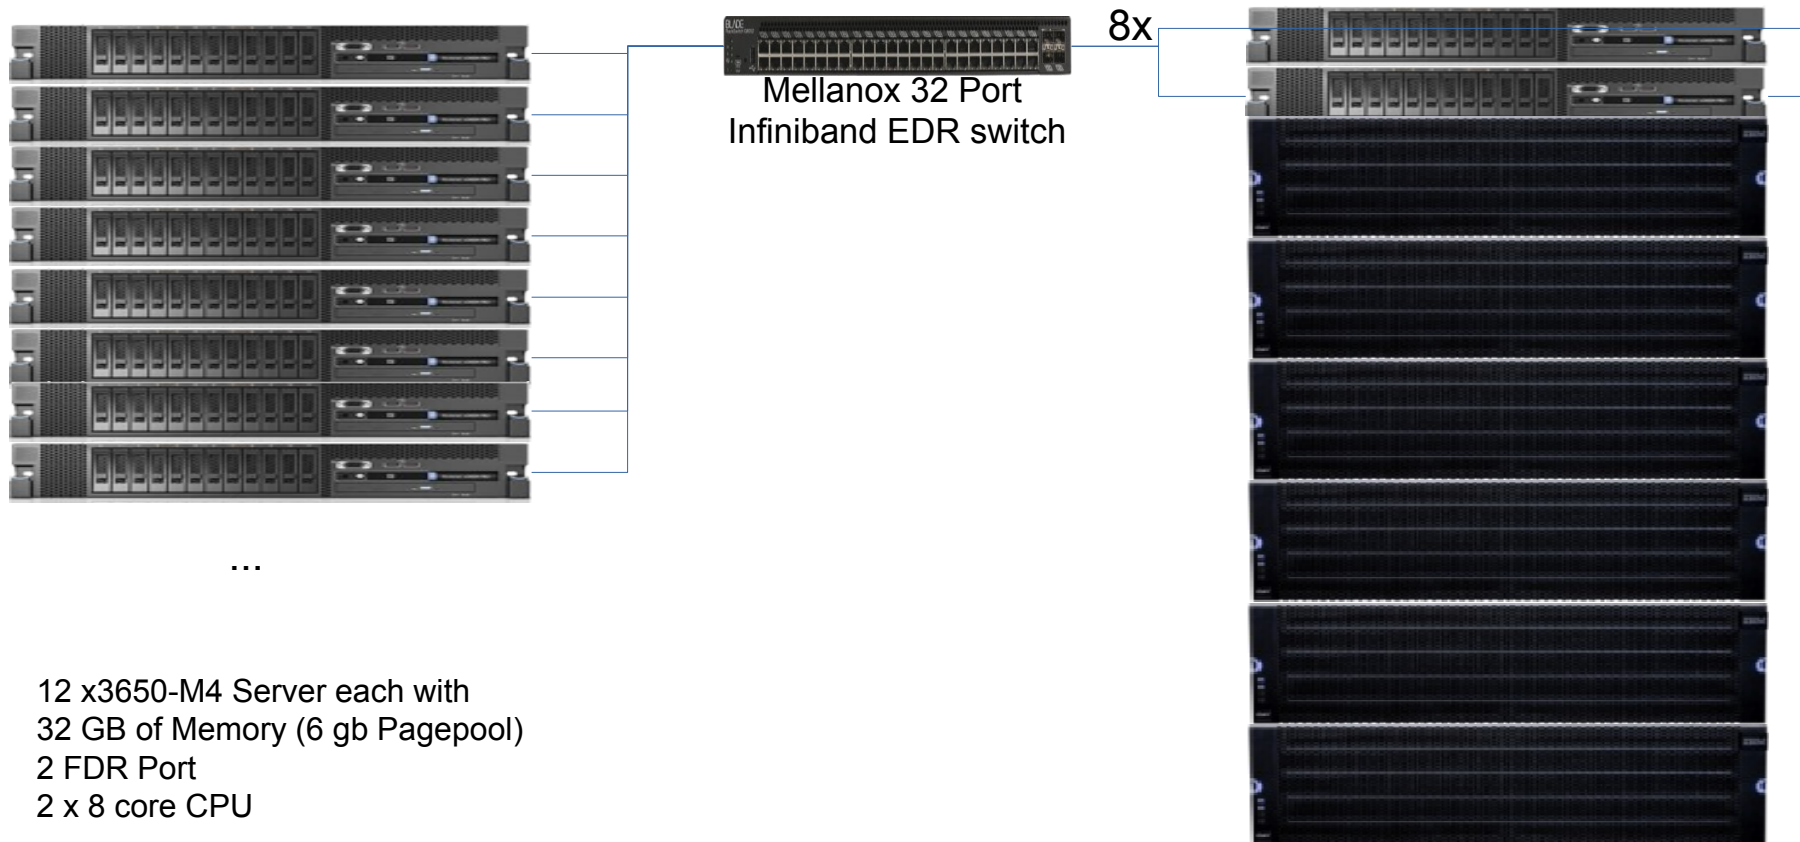 BLADE
8x
Mellanox 32 Port
Infiniband EDR switch
...
12 x3650-M4 Server each with
32 GB of Memory (6 gb Pagepool)
2 FDR Port
2 x 8 core CPU